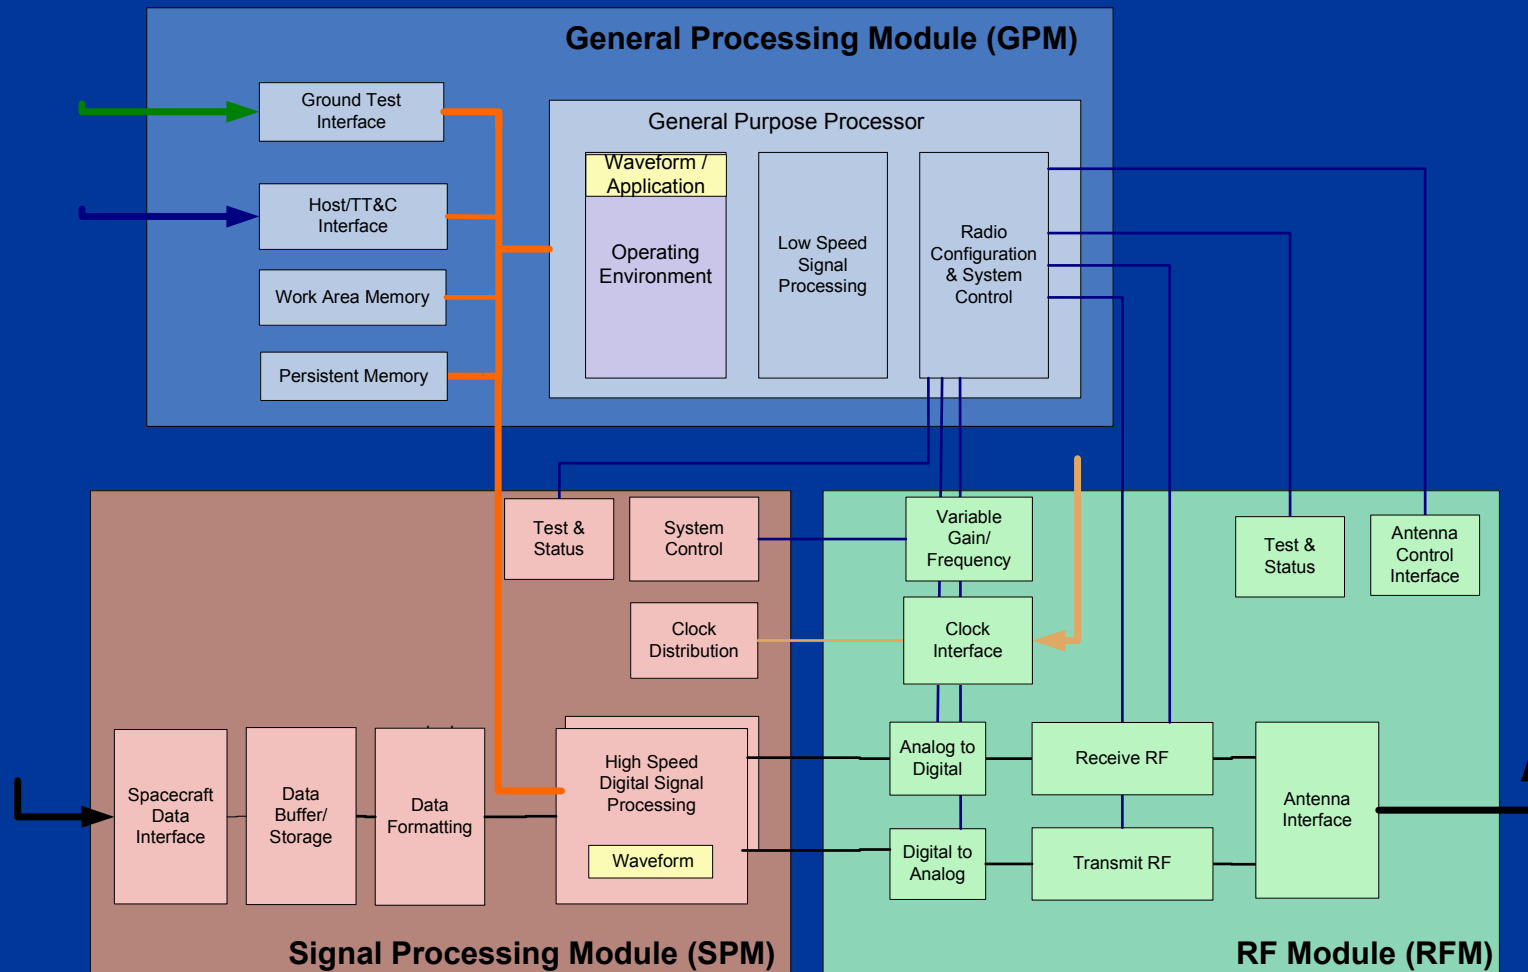 General Processing Module (GPM)
Ground Test
Interface
General Purpose Processor
Waveform /
Application
Host/TT&C
Interface
Operating
Environment
Low Speed
Signal
Processing
Radio
Configuration
& System
Control
Work Area Memory
Persistent Memory
Test &
Status
System
Control
Variable
Gain/
Frequency
Test &
Status
Antenna
Control
Interface
Clock
Distribution
Clock
Interface
Spacecraft
Data
Interface
Data
Buffer/
Storage
Data
Formatting
High Speed
Digital Signal
Processing
Waveform
Analog to
Digital
Receive RF
Antenna
Interface
Digital to
Analog
Transmit RF
Signal Processing Module (SPM)
RF Module (RFM)